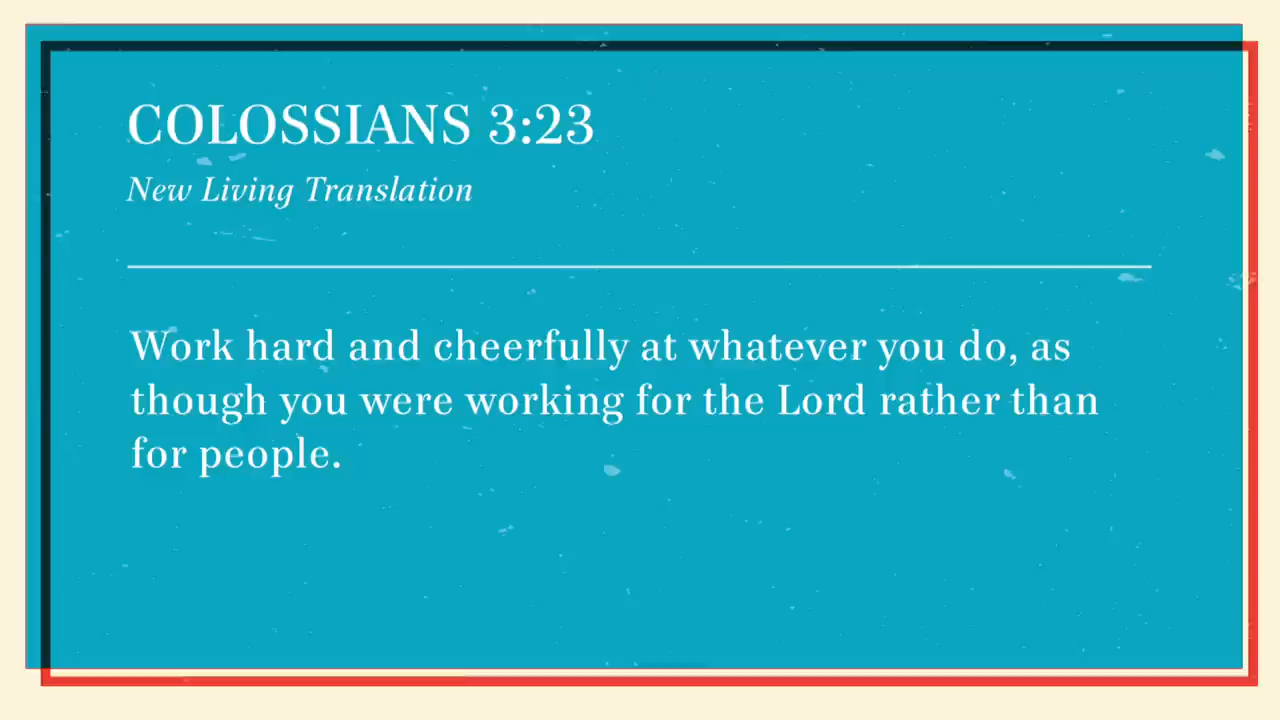 COLOSSIANS 3:23
New Living Translation
Work hard and cheerfully at whatever you do, as
though you were working for the Lord rather than
for people.